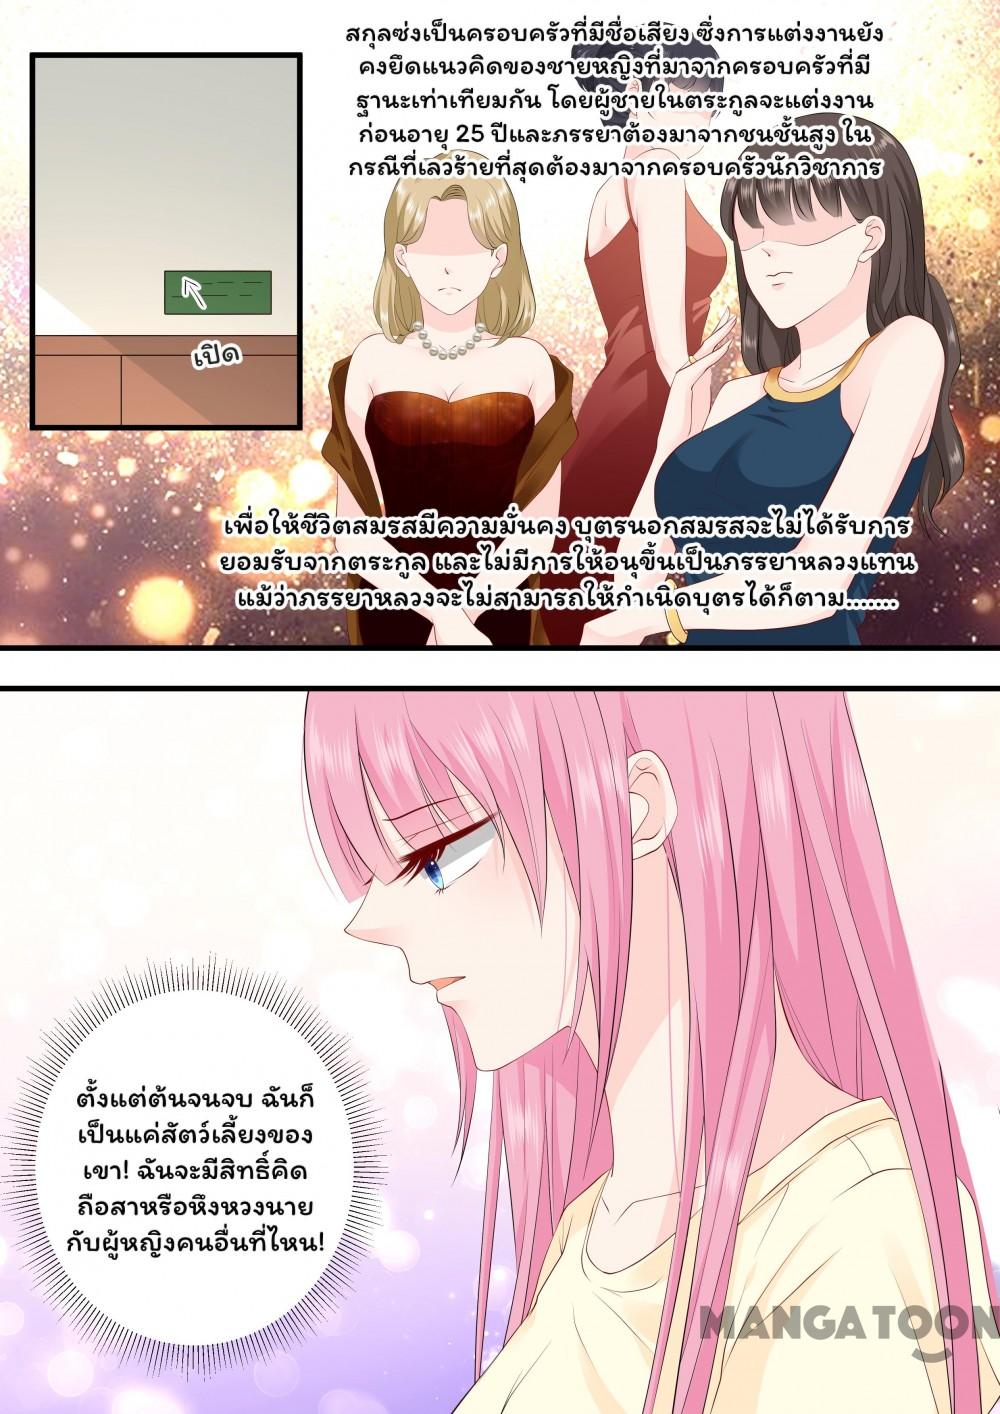 สกุลซ่งเป็นครอบครัวที่มีชื่อเสียง ซึ่งการแต่งงานยัง
คงยึดแนวคิดของชายหญิงที่มาจากครอบครัวที่มี
ฐานะเท่าเทียมกัน โดยผู้ชายในตระกูลจะแต่งงาน
ก่อนอายุ 25 ปีและภรรยาต้องมาจากชนชั้นสูง ใน
กรณีที่เลวร้ายที่สุดต้องมาจากครอบครัวนักวิชาการ
เปิด
เพื่อให้ชีวิตสมรสมีความมั่นคง บุตรนอกสมรสจะไม่ได้รับการ
ยอมรับจากตระกูล และไม่มีการให้อนุขึ้นเป็นภรรยาหลวงแทน
แม้ว่าภรรยาหลวงจะไม่สามารถให้กำเนิดบุตรได้ก็ตาม.......
ตั้งแต่ต้นจนจบ ฉันก็
เป็นแค่สัตว์เลี้ยงของ
เขา! ฉันจะมีสิทธิ์คิด
ถือสาหรือหึงหวงนาย
กับผู้หญิงคนอื่นที่ไหน!
MANGATOON